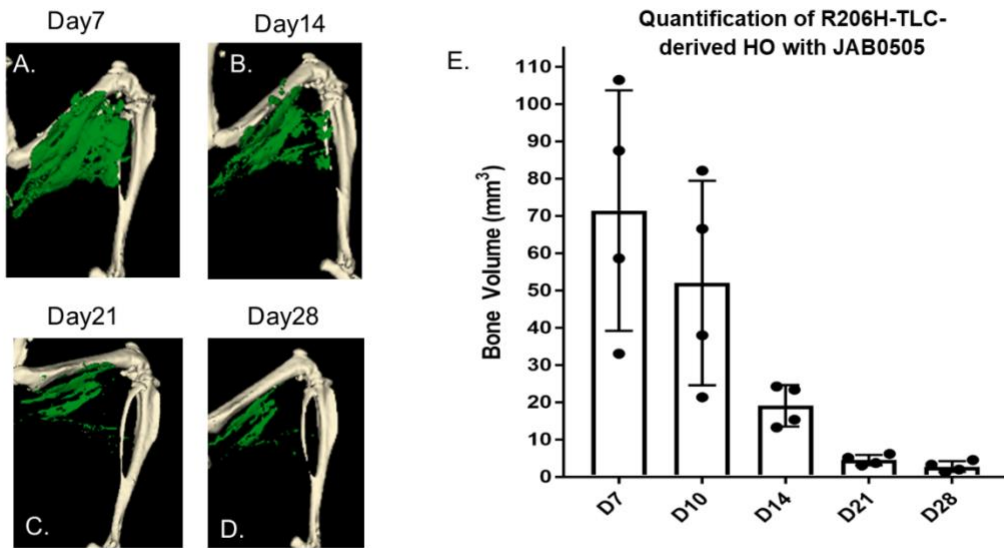 Day7
Day14
A.
B.
Day21
Day28
C.
D.
E.
Quantification of R206H-TLC-
derived HO with JAB0505
Bone Volume (mm³)
110
100
90
80
70
60
50
40
30
20
10
0
D7
D10
D14
D21
D28